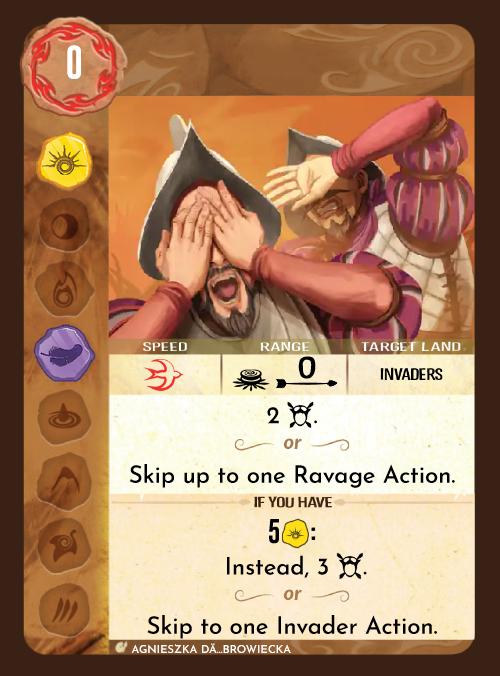 0
SPEED RANGE TARGET LAND
0 INVADERS
2 .
or
Skip up to one Ravage Action.
IF YOU HAVE
5 :
Instead, 3 .
or
Skip to one Invader Action.
AGNIESZKA DĂ...BROWIECKA